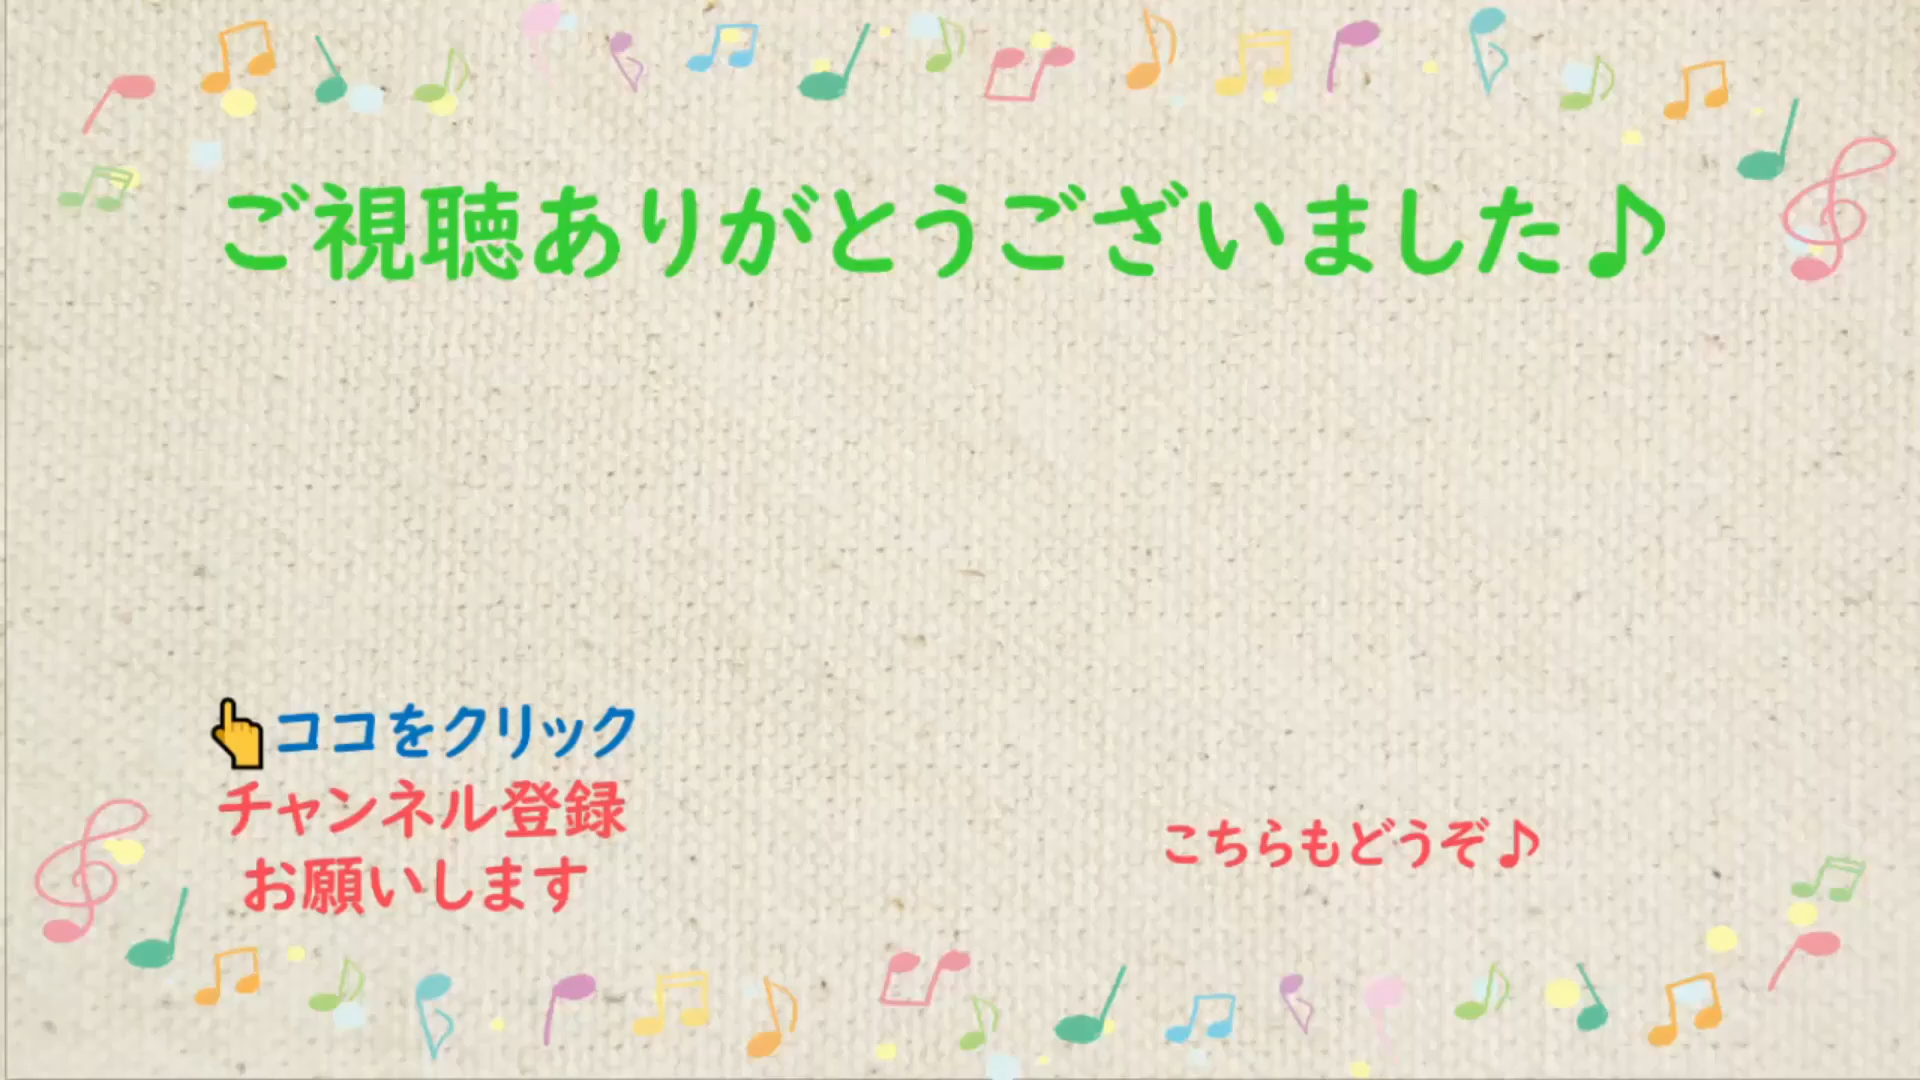 ご視聴ありがとうございました♪
👆ココをクリック
チャンネル登録
お願いします
こちらもどうぞ♪